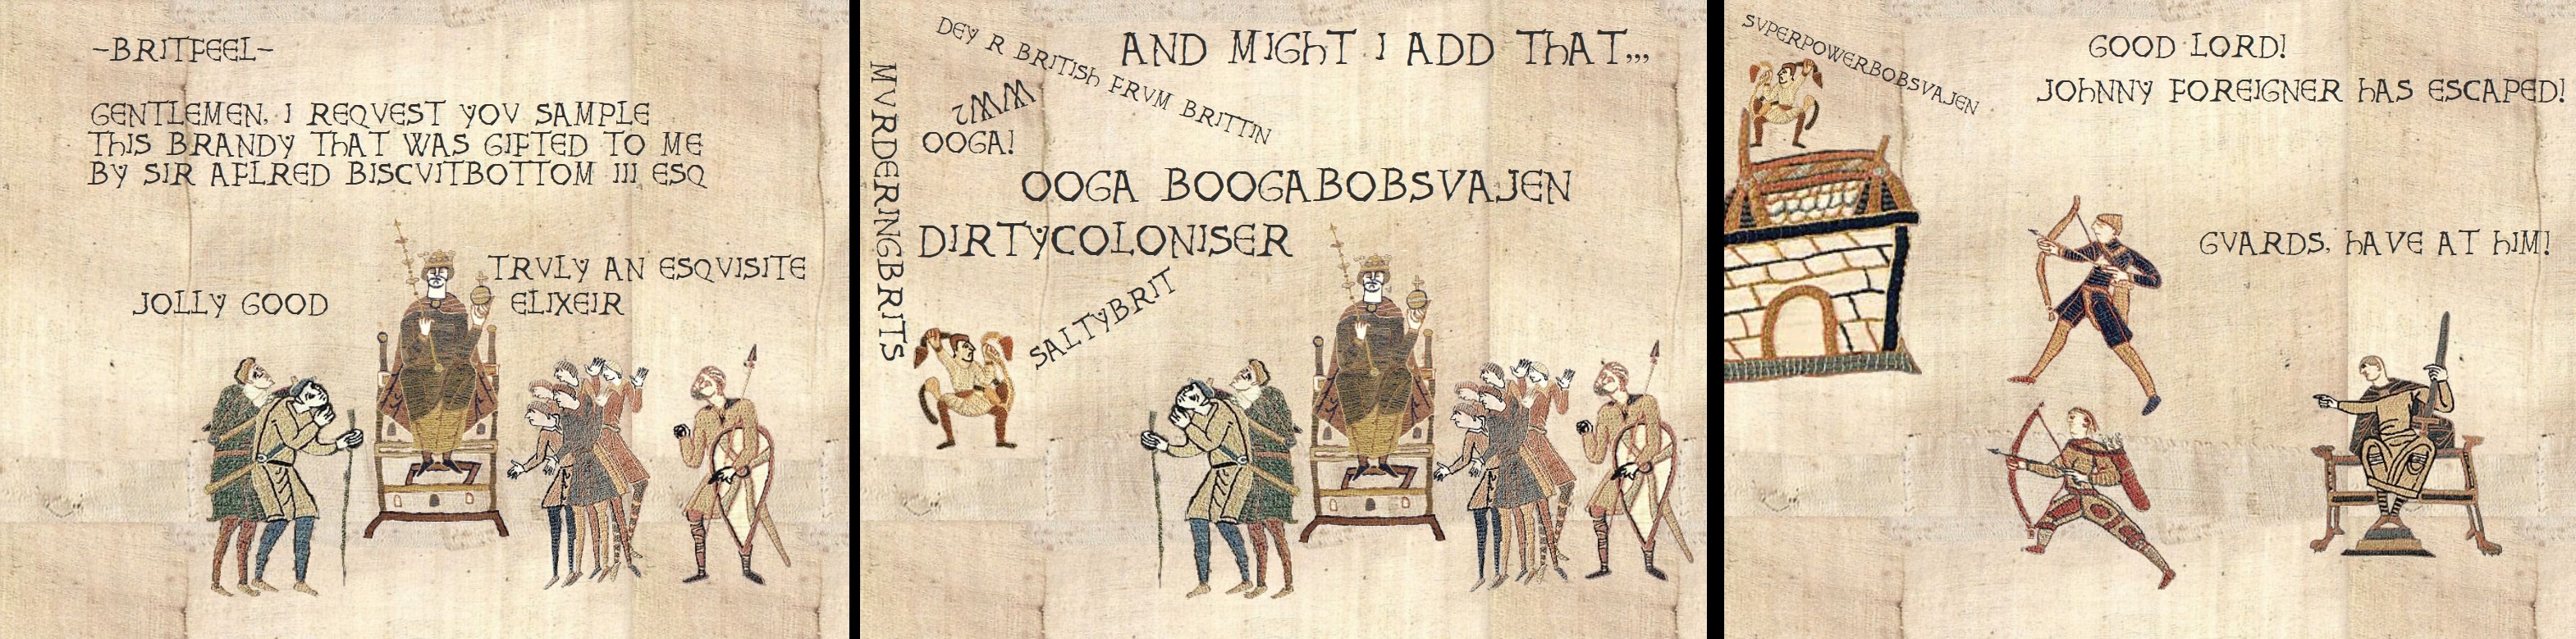 -BRITFEEL-
GENTLEMEN, I REQVEST YOV SAMPLE
THIS BRANDY THAT WAS GIFTED TO ME
BY SIR AFLRED BISCVITBOTTOM III ESQ
JOLLY GOOD
TRVLY AN ESQVISITE
ELIXEIR
DEY R BRITISH FRVM BRITTIN
AND MIGHT I ADD THAT,,,
MVRDERINGBRITS
WW2
OOGA!
OOGA BOOGABOBSVAJEN
DIRTYCOLONISER
SALTYBRIT
SVPERPOWERBOBSVAJEN
GOOD LORD!
JOHNNY FOREIGNER HAS ESCAPED!
GVARDS, HAVE AT HIM!